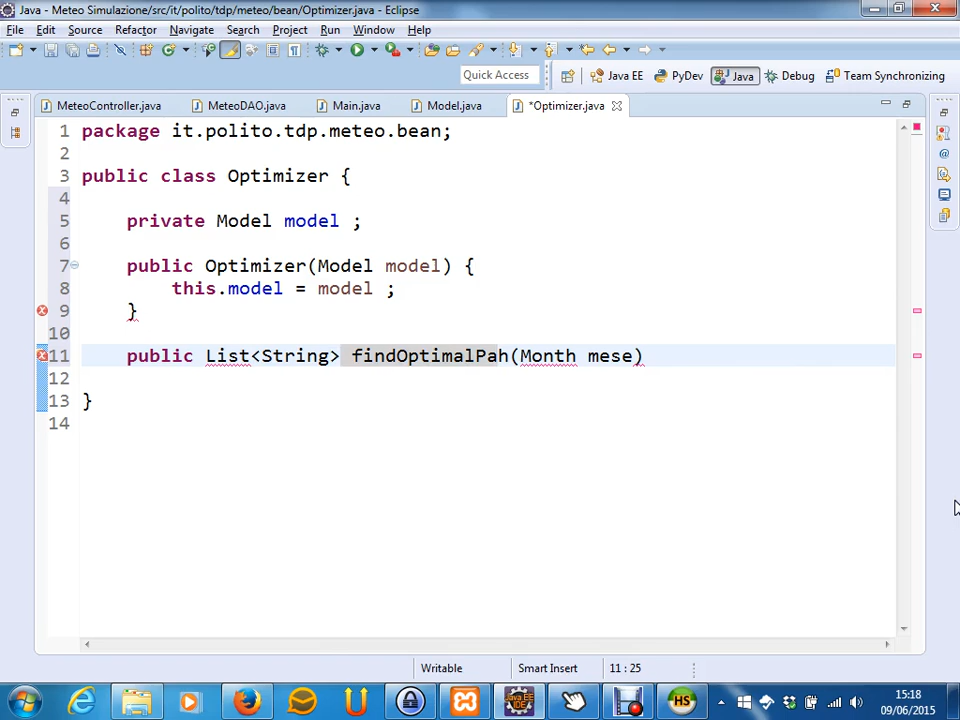 Java - Meteo Simulazione/src/it/polito/tdp/meteo/bean/Optimizer.java - Eclipse
File Edit Source Refactor Navigate Search Project Run Window Help
Quick Access Java EE PyDev Java Debug Team Synchronizing
MeteoController.java MeteoDAO.java Main.java Model.java *Optimizer.java
1 package it.polito.tdp.meteo.bean;
2
3 public class Optimizer {
4
5 private Model model ;
6
7 public Optimizer(Model model) {
8 this.model = model ;
9 }
10
11 public List<String> findOptimalPah(Month mese)
12
13 }
14
Writable Smart Insert 11 : 25
Java EE IDE HS 15:18
09/06/2015